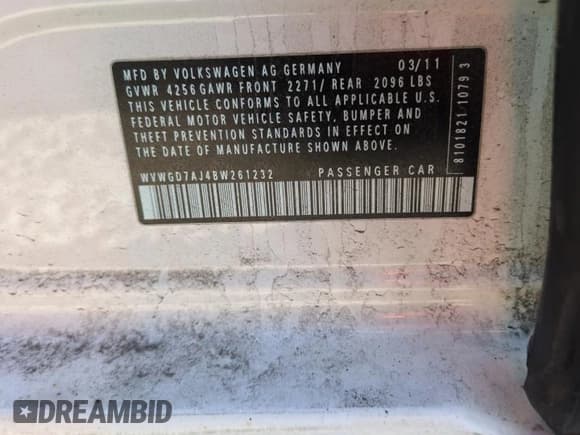 MFD BY VOLKSWAGEN AG GERMANY 03/11
GVWR 4256 GAWR FRONT 2271/ REAR 2096 LBS
THIS VEHICLE CONFORMS TO ALL APPLICABLE U.S.
FEDERAL MOTOR VEHICLE SAFETY, BUMPER AND
THEFT PREVENTION STANDARDS IN EFFECT ON
THE DATE OF MANUFACTURE SHOWN ABOVE.
WVWGD7AJ4BW261232 PASSENGER CAR
8101821 1079 3
DREAMBID